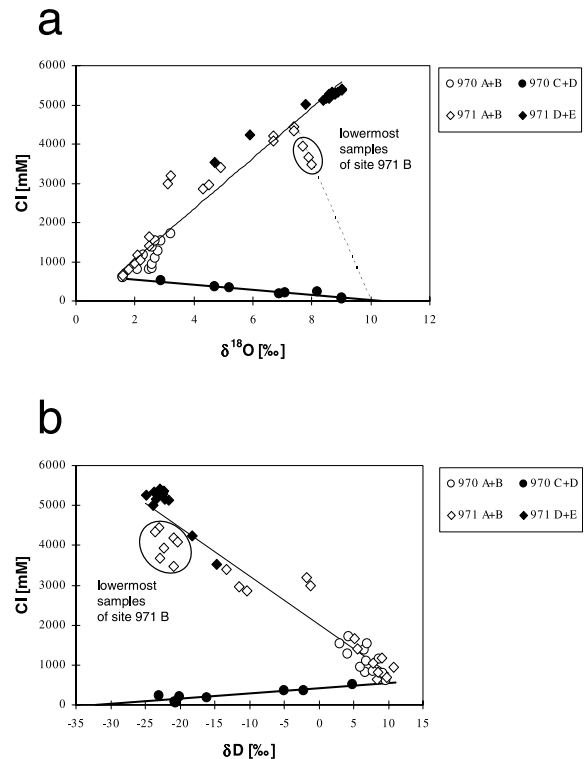 a
6000
5000
4000
3000
2000
1000
0
Cl [mM]
0 2 4 6 8 10 12
δ18O [‰]
lowermost
samples
of site 971 B
970 A+B 970 C+D
971 A+B 971 D+E
b
6000
5000
4000
3000
2000
1000
0
Cl [mM]
-35 -30 -25 -20 -15 -10 -5 0 5 10 15
δD [‰]
lowermost
samples
of site 971 B
970 A+B 970 C+D
971 A+B 971 D+E